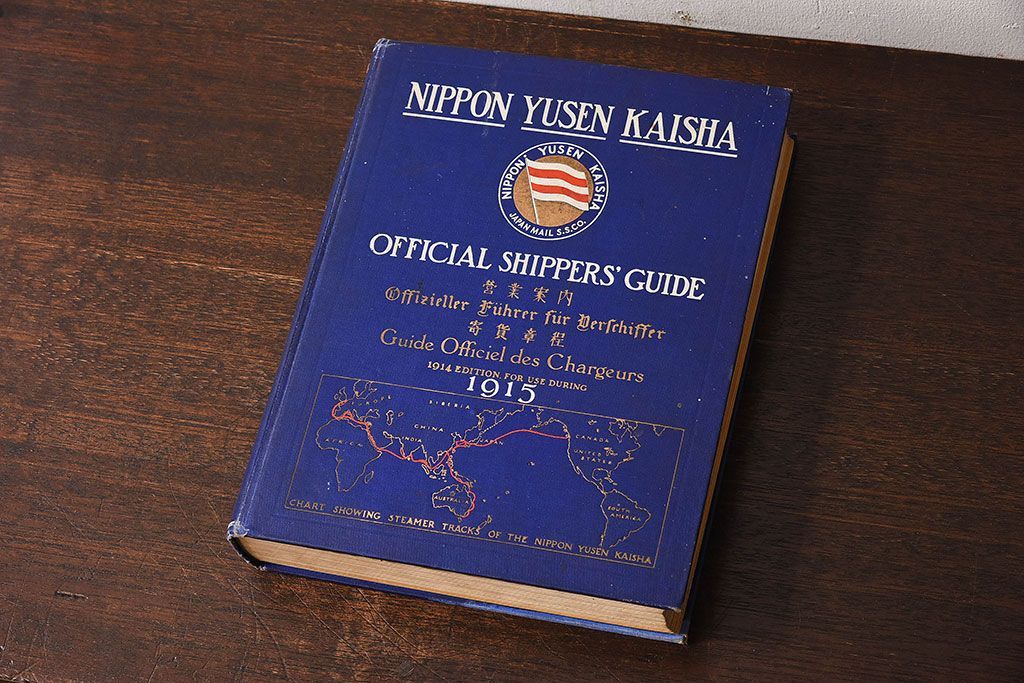 NIPPON YUSEN KAISHA
NIPPON YUSEN KAISHA
JAPAN MAIL S.S.CO.
OFFICIAL SHIPPERS' GUIDE
營業案内
Offizieller Führer für Verschiffer
寄貨章程
Guide Officiel des Chargeurs
1914 EDITION, FOR USE DURING
1915
EUROPE
SIBERIA
CANADA
AFRICA
CHINA
JAPAN
INDIA
UNITED STATES
AUSTRALIA
SOUTH AMERICA
CHART SHOWING STEAMER TRACKS OF THE NIPPON YUSEN KAISHA